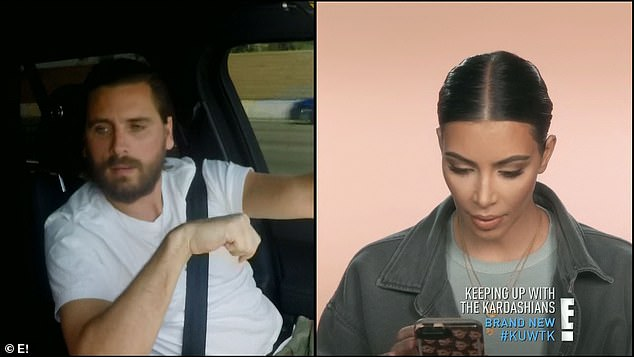 KEEPING UP WITH
THE KARDASHIANS
BRAND NEW
#KUWTK
E!
© E!